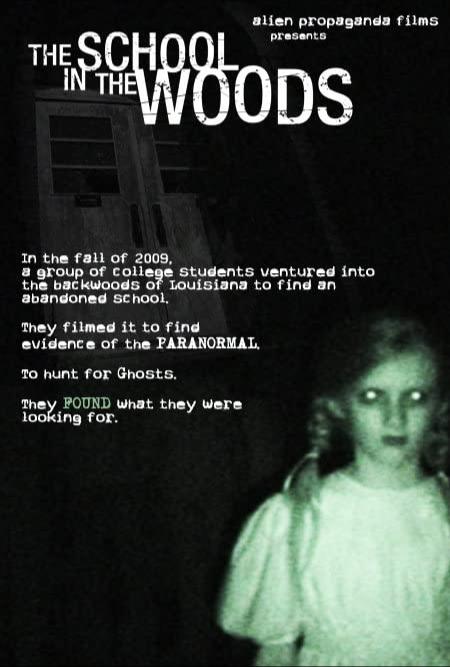 alien propaganda films
presents
THE SCHOOL
IN THE WOODS
In the fall of 2009,
a group of college students ventured into
the backwoods of Louisiana to find an
abandoned school.
They filmed it to find
evidence of the PARANORMAL.
To hunt for Ghosts.
They FOUND what they were
looking for.